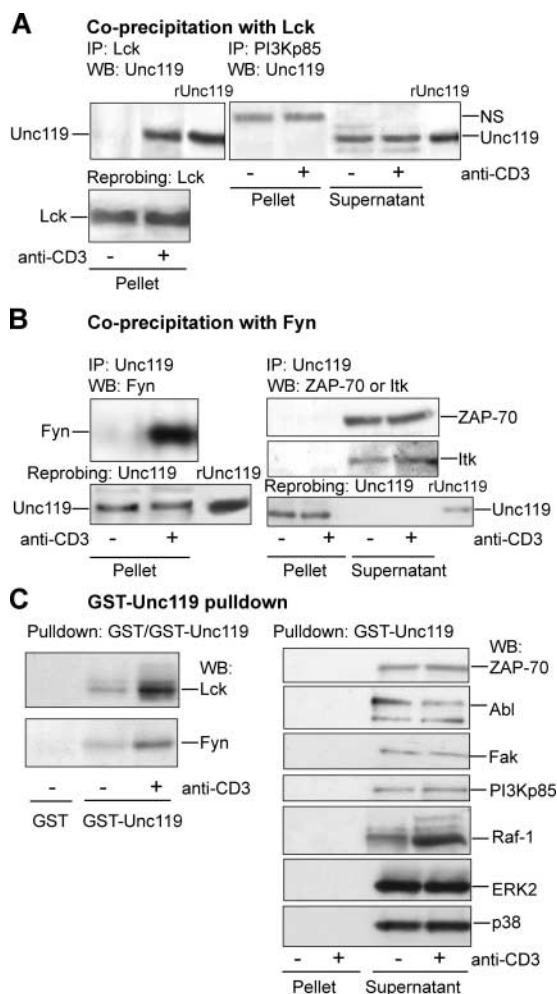 A Co-precipitation with Lck
IP: Lck IP: PI3Kp85
WB: Unc119 WB: Unc119
rUnc119 rUnc119
Unc119 NS
Unc119
- + - + anti-CD3
Pellet Supernatant
Reprobing: Lck
Lck
anti-CD3 - +
Pellet
B Co-precipitation with Fyn
IP: Unc119
WB: Fyn
Fyn
Reprobing: Unc119 rUnc119
Unc119
anti-CD3 - +
Pellet
IP: Unc119
WB: ZAP-70 or Itk
ZAP-70
Itk
Reprobing: Unc119 rUnc119
Unc119
- + - + anti-CD3
Pellet Supernatant
C GST-Unc119 pulldown
Pulldown: GST/GST-Unc119
WB:
Lck
Fyn
- - + anti-CD3
GST GST-Unc119
Pulldown: GST-Unc119
WB:
ZAP-70
Abl
Fak
PI3Kp85
Raf-1
ERK2
p38
- + - + anti-CD3
Pellet Supernatant